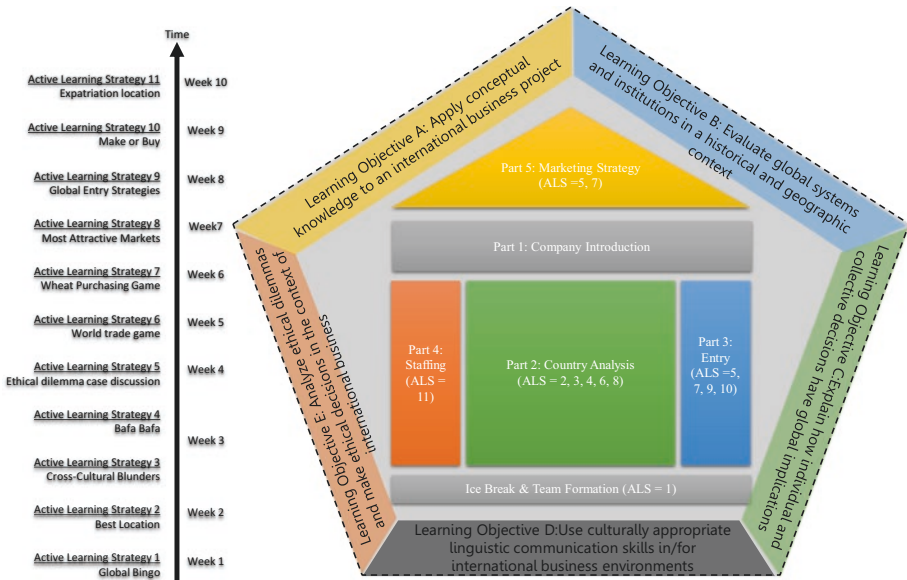 Time
Active Learning Strategy 11
Expatriation location
Week 10
Active Learning Strategy 10
Make or Buy
Week 9
Active Learning Strategy 9
Global Entry Strategies
Week 8
Active Learning Strategy 8
Most Attractive Markets
Week7
Active Learning Strategy 7
Wheat Purchasing Game
Week 6
Active Learning Strategy 6
World trade game
Week 5
Active Learning Strategy 5
Ethical dilemma case discussion
Week 4
Active Learning Strategy 4
Bafa Bafa
Week 3
Active Learning Strategy 3
Cross-Cultural Blunders
Active Learning Strategy 2
Best Location
Week 2
Active Learning Strategy 1
Global Bingo
Week 1
Learning Objective A: Apply conceptual
knowledge to an international business project
Learning Objective B: Evaluate global systems
and institutions in a historical and geographic
context
Learning Objective C:Explain how individual and
collective decisions have global implications
Learning Objective D:Use culturally appropriate
linguistic communication skills in/for
international business environments
Learning Objective E: Analyze ethical dilemmas
and make ethical decisions in the context of
international business
Part 5: Marketing Strategy
(ALS =5, 7)
Part 1: Company Introduction
Part 4:
Staffing
(ALS =
11)
Part 2: Country Analysis
(ALS = 2, 3, 4, 6, 8)
Part 3:
Entry
(ALS =5,
7, 9, 10)
Ice Break & Team Formation (ALS = 1)